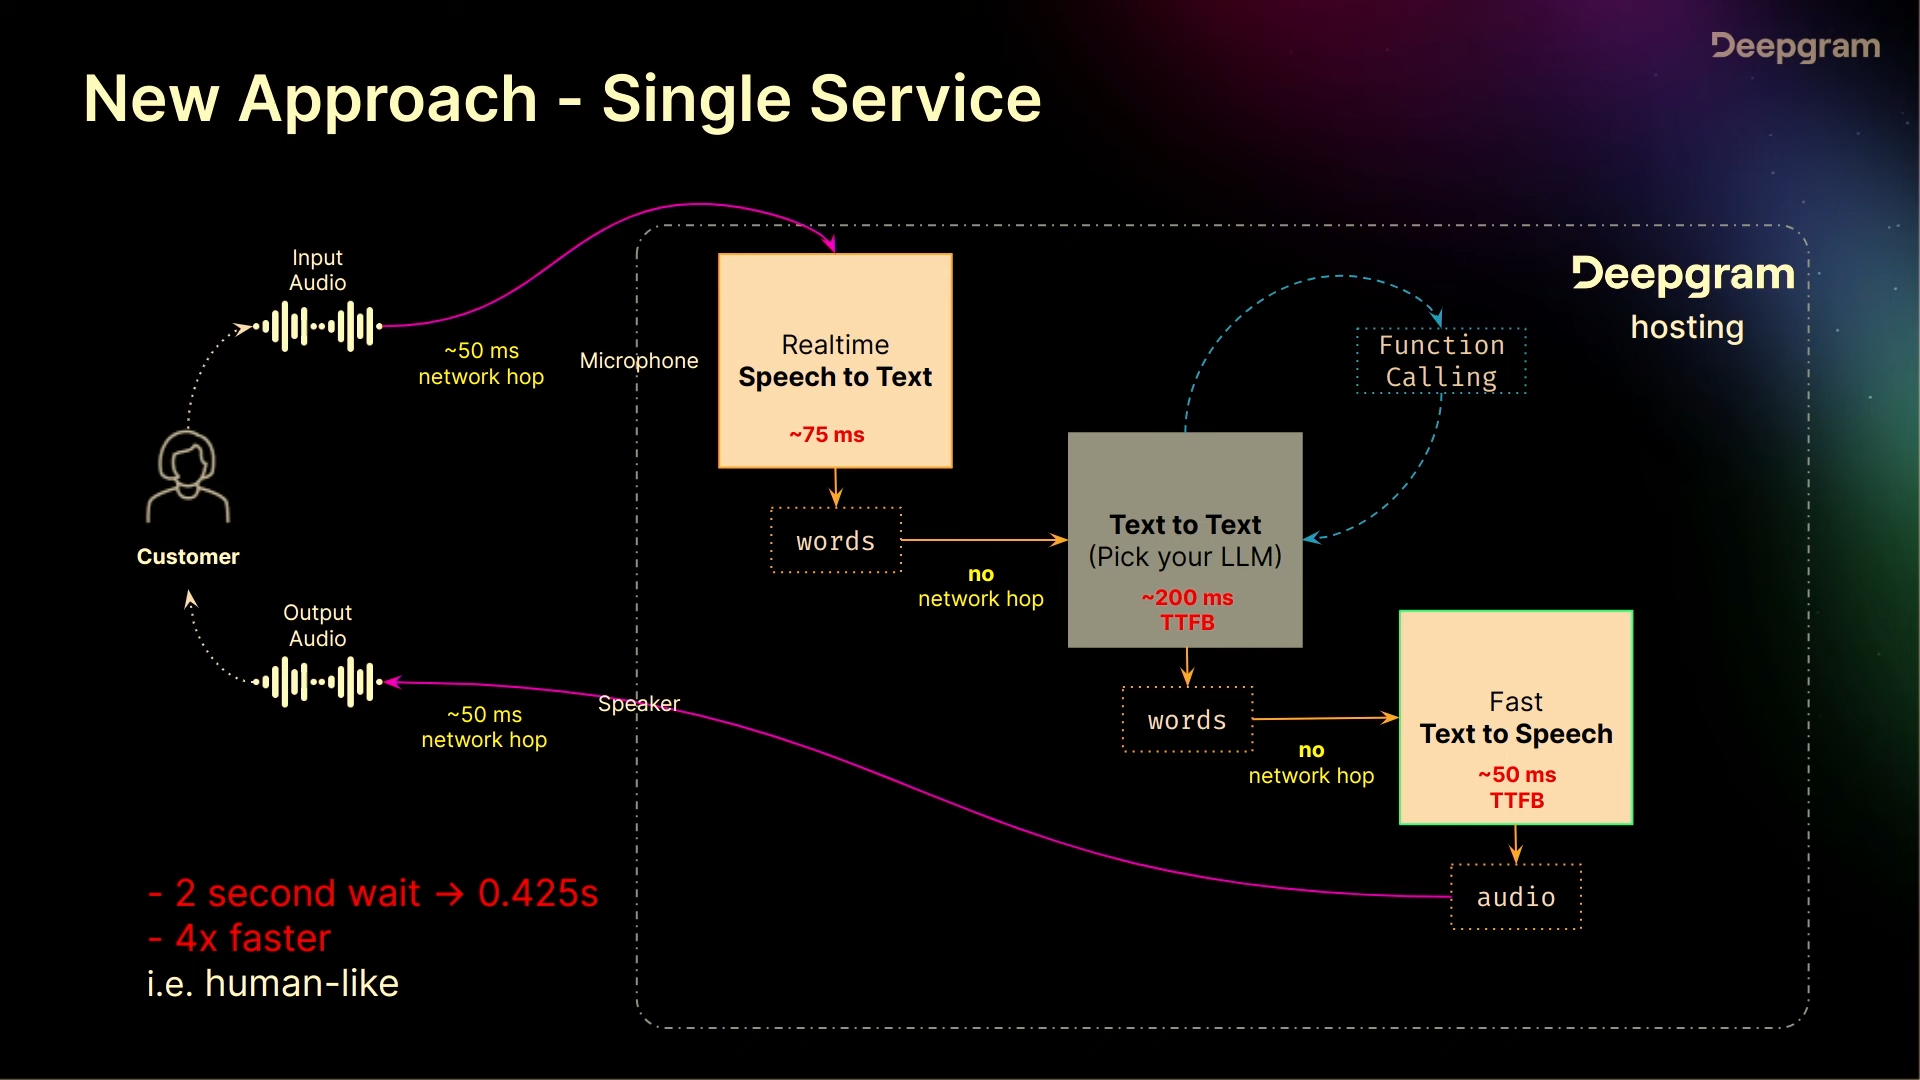 Deepgram
New Approach - Single Service
Input
Audio
~50 ms
network hop
Microphone
Realtime
Speech to Text
~75 ms
Deepgram
hosting
Function
Calling
words
no
network hop
Text to Text
(Pick your LLM)
~200 ms
TTFB
Customer
Output
Audio
~50 ms
network hop
Speaker
words
no
network hop
Fast
Text to Speech
~50 ms
TTFB
audio
- 2 second wait → 0.425s
- 4x faster
i.e. human-like